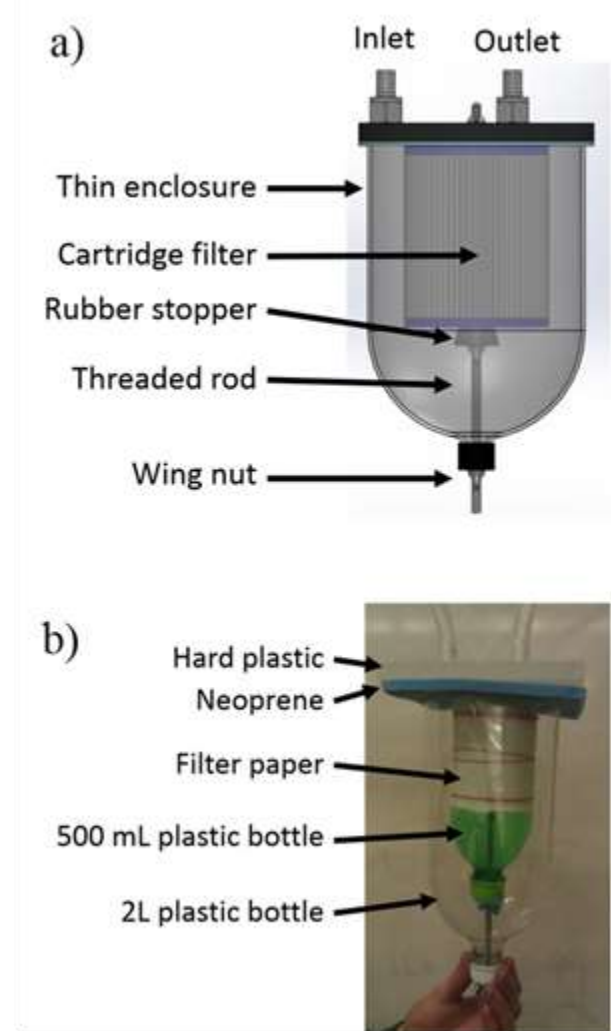 a)
Inlet
Outlet
Thin enclosure
Cartridge filter
Rubber stopper
Threaded rod
Wing nut
b)
Hard plastic
Neoprene
Filter paper
500 mL plastic bottle
2L plastic bottle